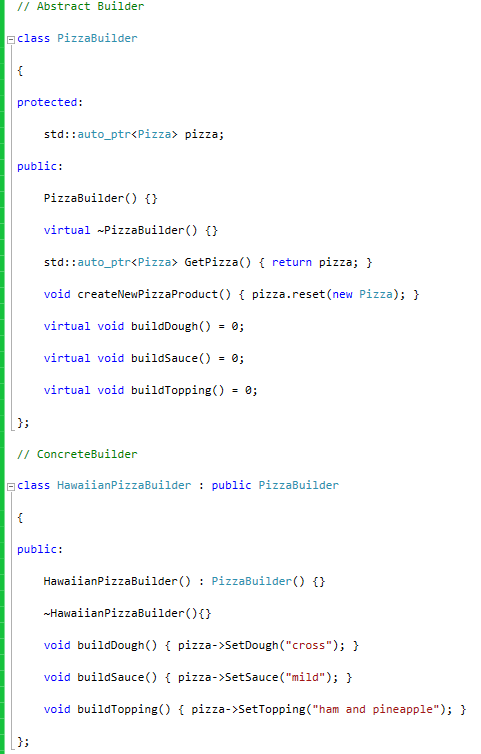 // Abstract Builder
class PizzaBuilder
{
protected:
std::auto_ptr<Pizza> pizza;
public:
PizzaBuilder() {}
virtual ~PizzaBuilder() {}
std::auto_ptr<Pizza> GetPizza() { return pizza; }
void createNewPizzaProduct() { pizza.reset(new Pizza); }
virtual void buildDough() = 0;
virtual void buildSauce() = 0;
virtual void buildTopping() = 0;
};
// ConcreteBuilder
class HawaiianPizzaBuilder : public PizzaBuilder
{
public:
HawaiianPizzaBuilder() : PizzaBuilder() {}
~HawaiianPizzaBuilder(){}
void buildDough() { pizza->SetDough("cross"); }
void buildSauce() { pizza->SetSauce("mild"); }
void buildTopping() { pizza->SetTopping("ham and pineapple"); }
};